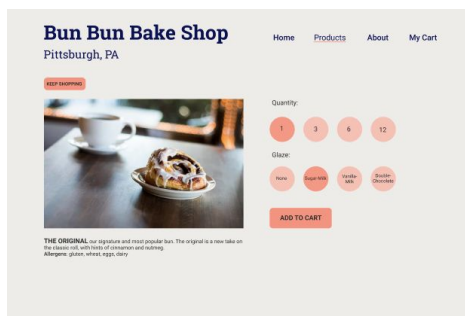 Bun Bun Bake Shop
Pittsburgh, PA
Home Products About My Cart
KEEP SHOPPING
Quantity:
1 3 6 12
Glaze:
None Sugar-Milk Vanilla-Milk Double-Chocolate
ADD TO CART
THE ORIGINAL our signature and most popular bun. The original is a new take on
the classic roll, with hints of cinnamon and nutmeg.
Allergens: gluten, wheat, eggs, dairy